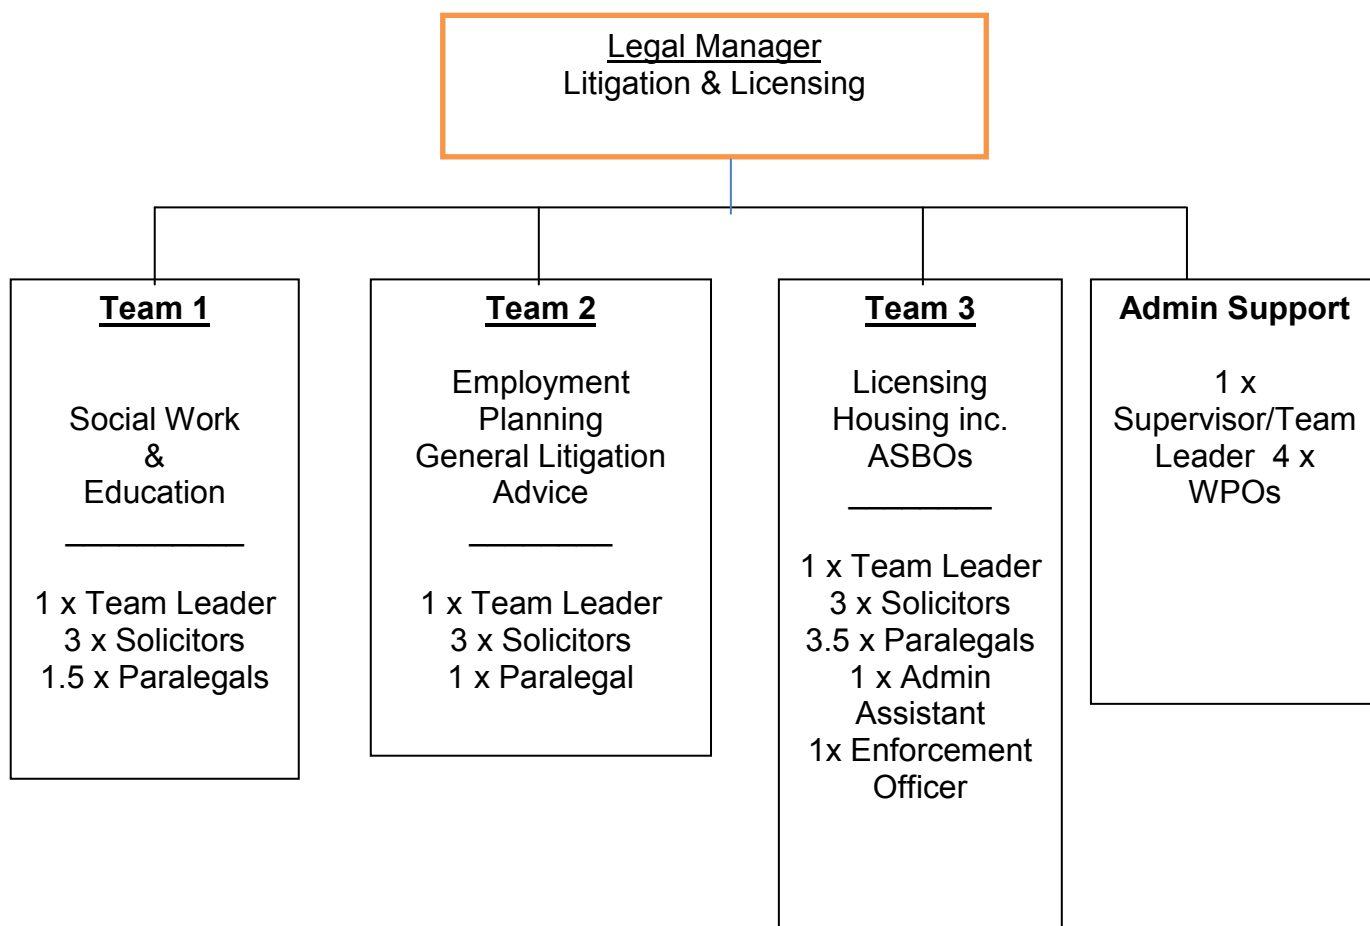 Legal Manager
Litigation & Licensing
Team 1
Social Work
&
Education
1 x Team Leader
3 x Solicitors
1.5 x Paralegals
Team 2
Employment
Planning
General Litigation
Advice
1 x Team Leader
3 x Solicitors
1 x Paralegal
Team 3
Licensing
Housing inc.
ASBOs
1 x Team Leader
3 x Solicitors
3.5 x Paralegals
1 x Admin
Assistant
1x Enforcement
Officer
Admin Support
1 x
Supervisor/Team
Leader  4 x
WPOs